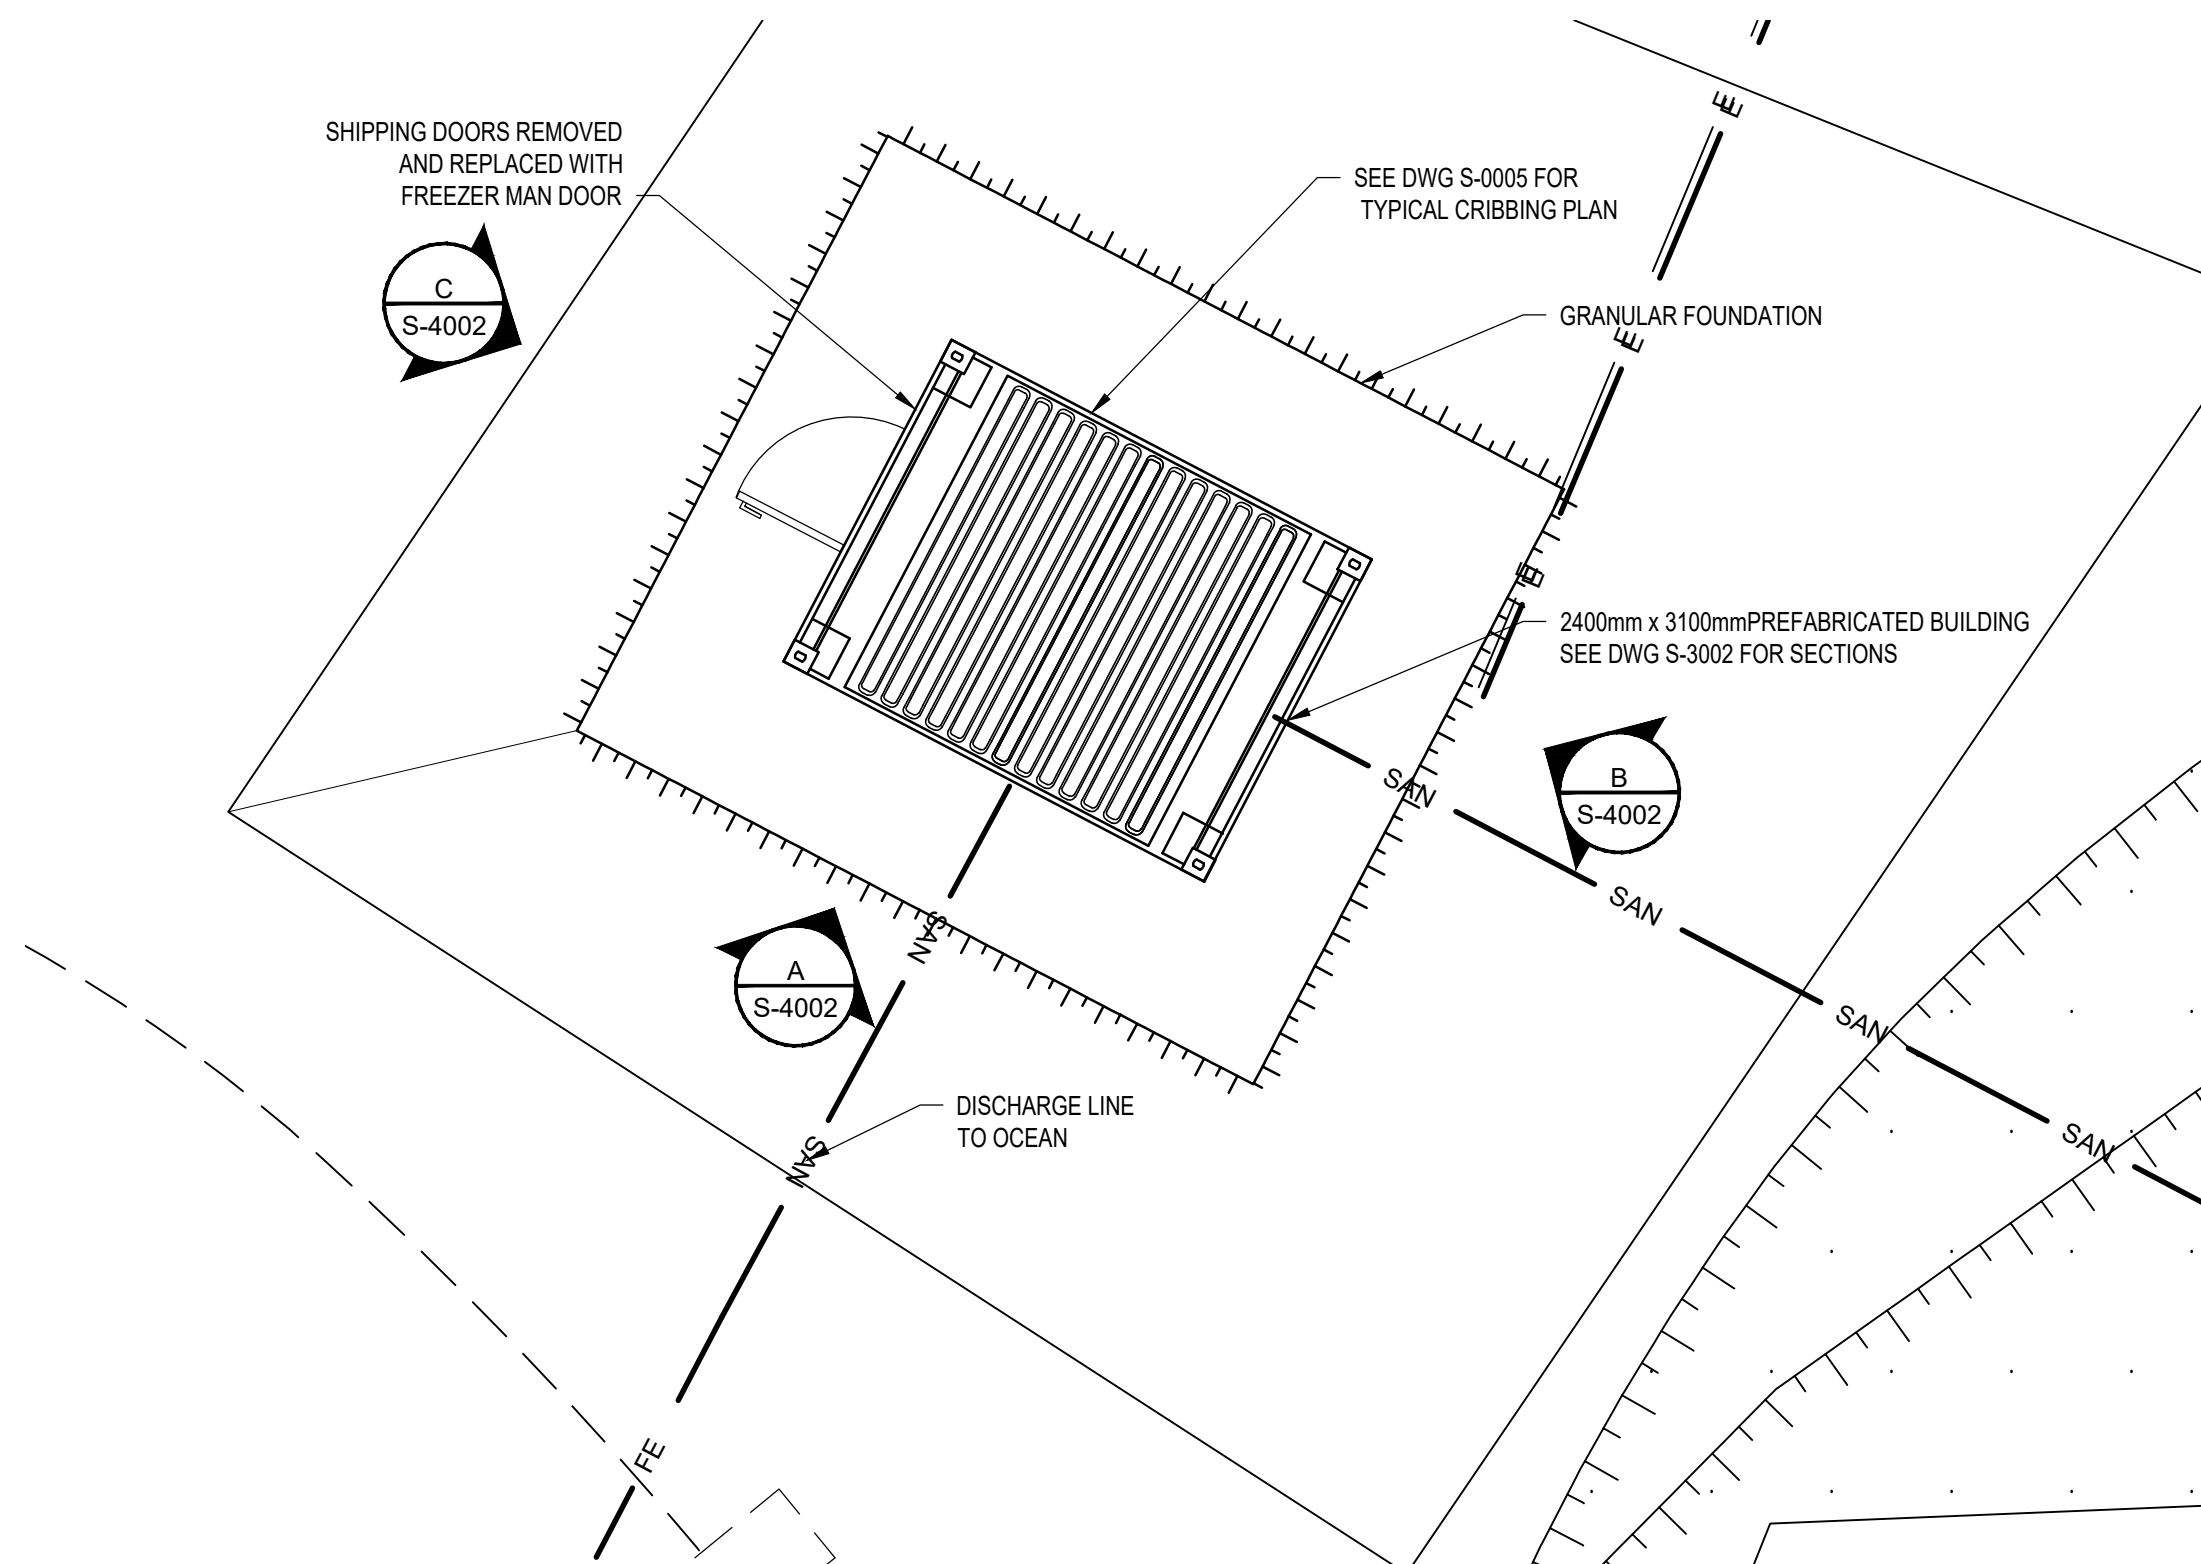 SHIPPING DOORS REMOVED
AND REPLACED WITH
FREEZER MAN DOOR
C
S-4002
SEE DWG S-0005 FOR
TYPICAL CRIBBING PLAN
E
E
GRANULAR FOUNDATION
E
E
E
E
2400mm x 3100mmPREFABRICATED BUILDING
SEE DWG S-3002 FOR SECTIONS
B
S-4002
SAN
SAN
SAN
SAN
SAN
A
S-4002
DISCHARGE LINE
TO OCEAN
SAN
FE